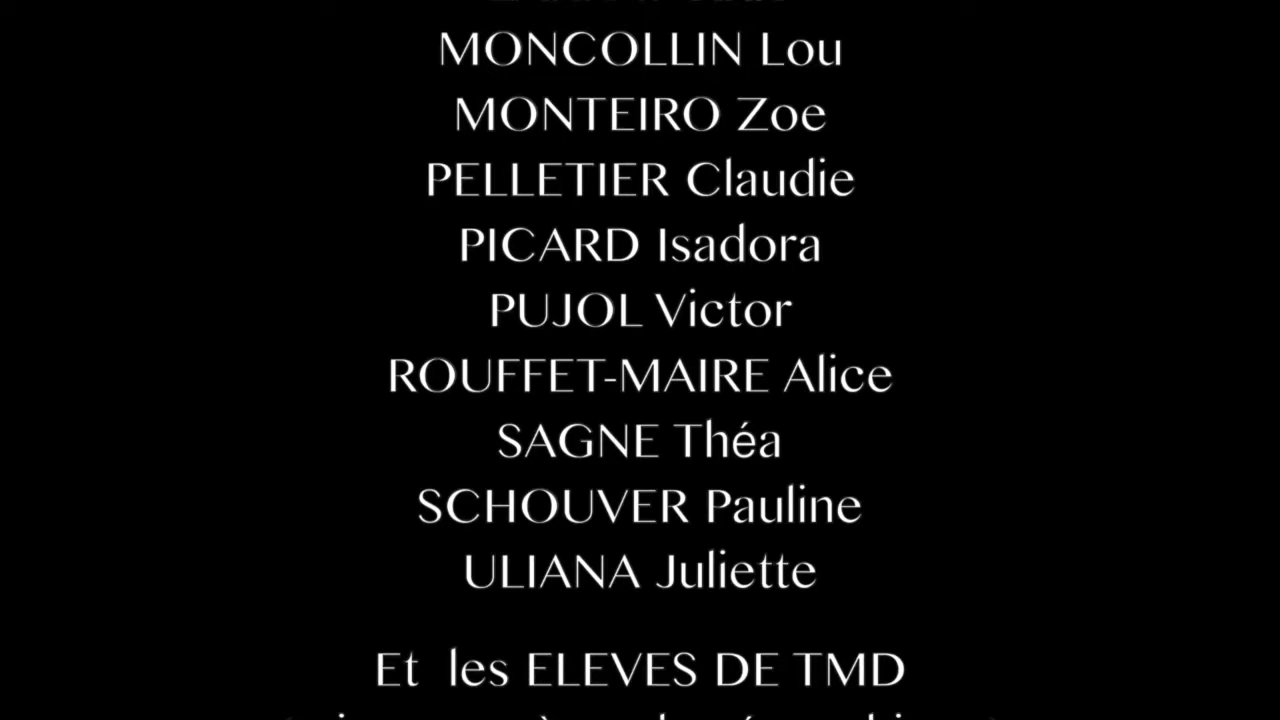 MONCOLLIN Lou
MONTEIRO Zoe
PELLETIER Claudie
PICARD Isadora
PUJOL Victor
ROUFFET-MAIRE Alice
SAGNE Théa
SCHOUVER Pauline
ULIANA Juliette
Et les ELEVES DE TMD